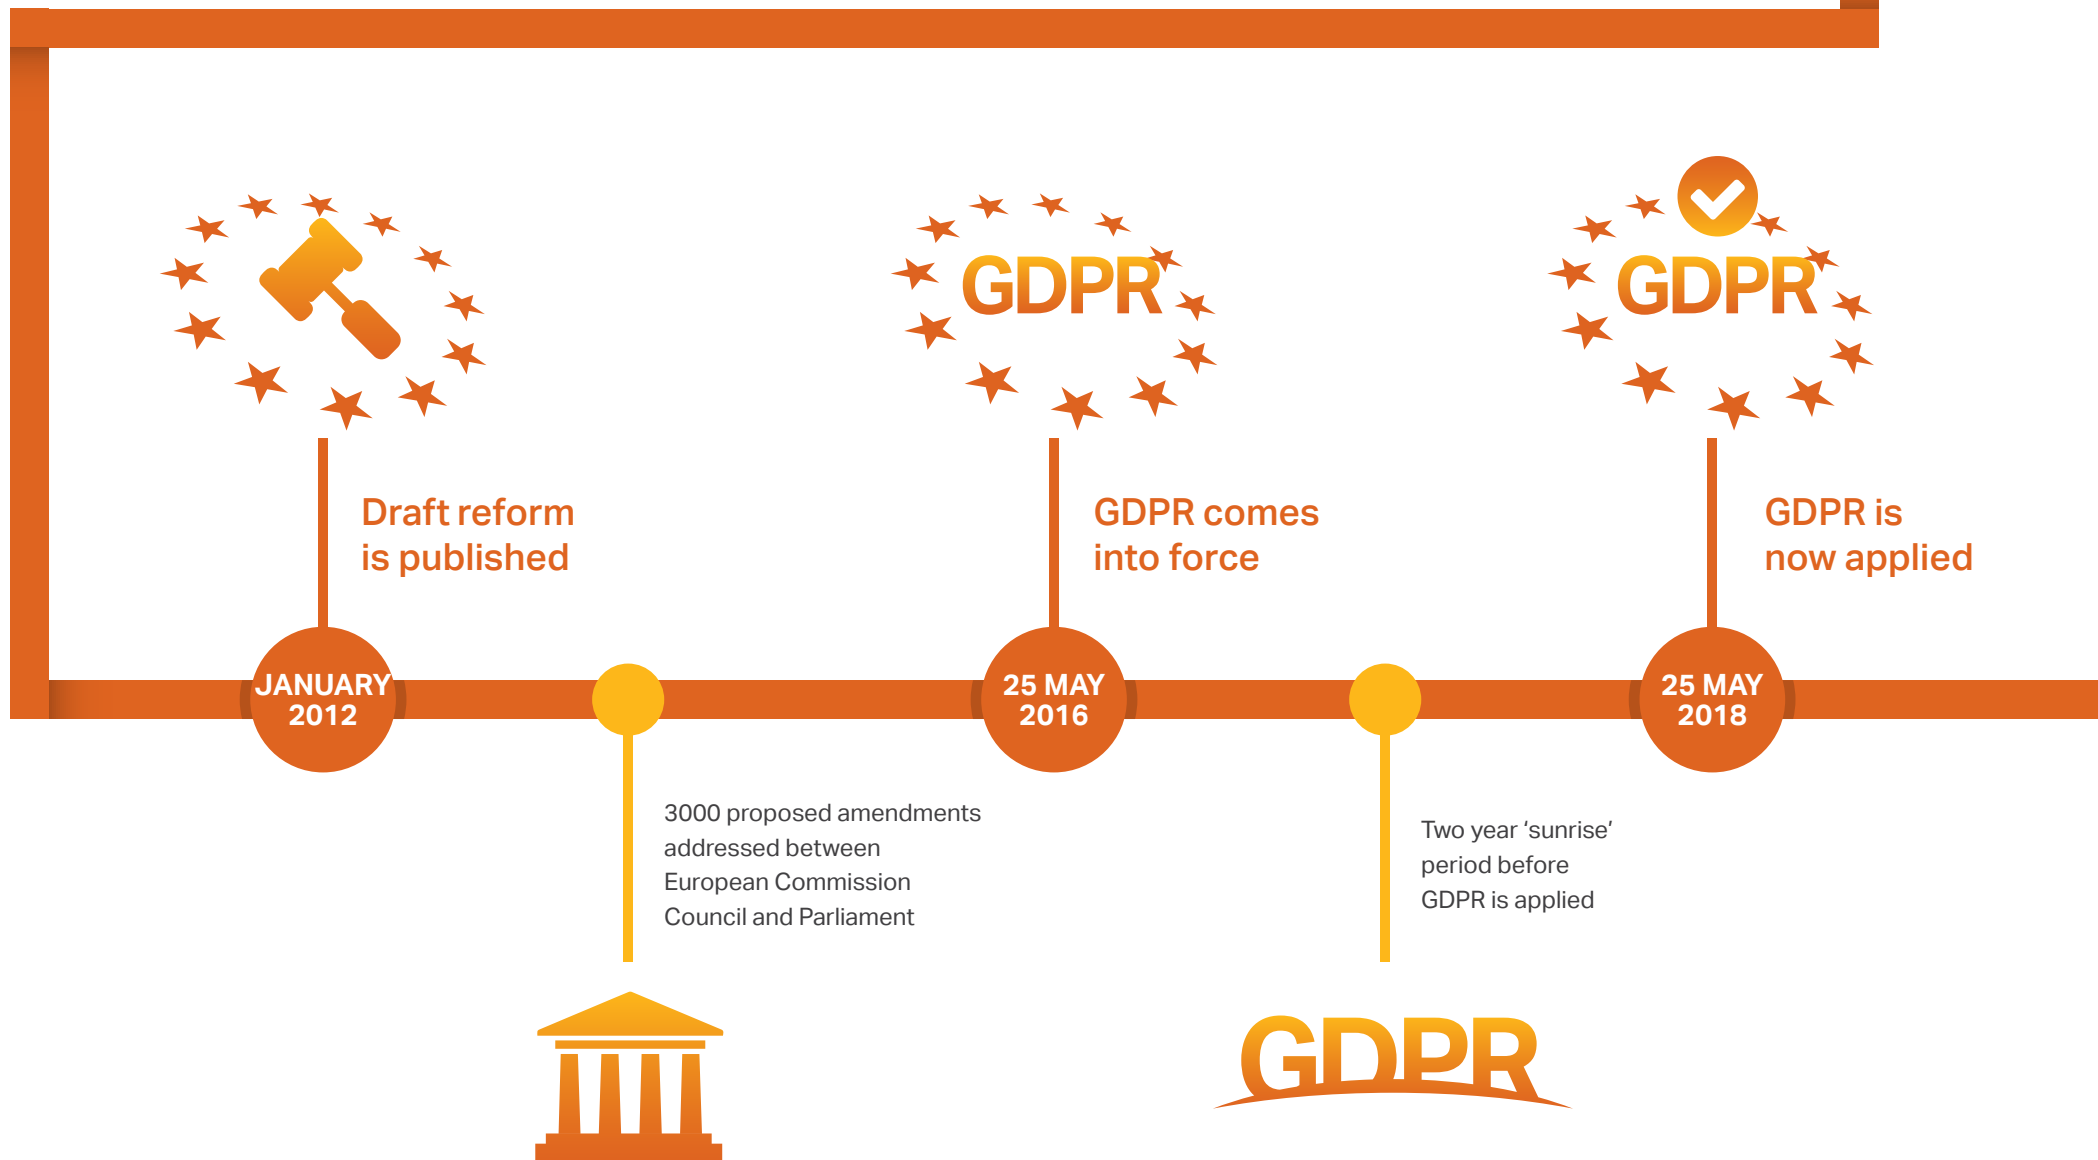 GDPR
GDPR
Draft reform
is published
GDPR comes
into force
GDPR is
now applied
JANUARY
2012
25 MAY
2016
25 MAY
2018
3000 proposed amendments
addressed between
European Commission
Council and Parliament
Two year ‘sunrise’
period before
GDPR is applied
GDPR